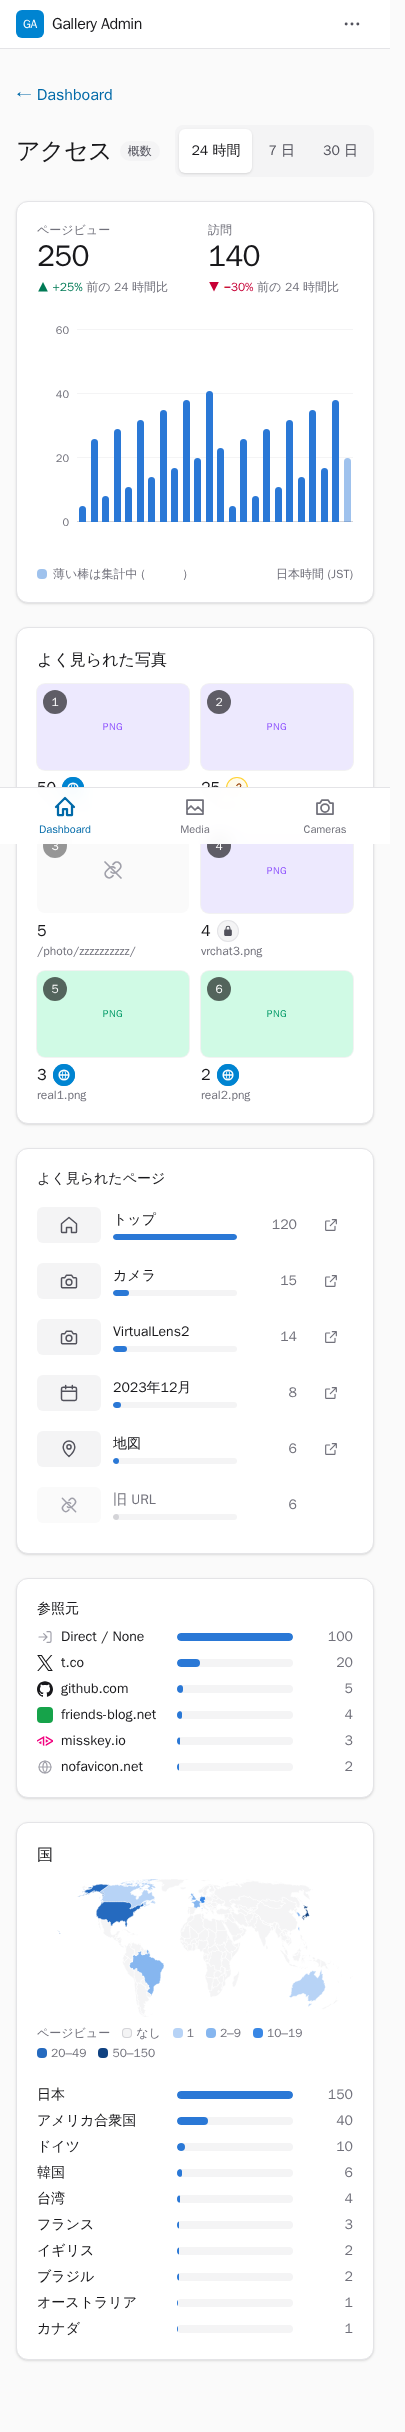 GA Gallery Admin
← Dashboard
アクセス 概数 24 時間 7 日 30 日
ページビュー 訪問
250 140
▲ +25% 前の 24 時間比 ▼ −30% 前の 24 時間比
60
40
20
0
薄い棒は集計中 ( ) 日本時間 (JST)
よく見られた写真
1 PNG 2 PNG
Dashboard Media Cameras
4 PNG
5 4
/photo/zzzzzzzzzz/ vrchat3.png
5 PNG 6 PNG
3 2
real1.png real2.png
よく見られたページ
トップ 120
カメラ 15
VirtualLens2 14
2023年12月 8
地図 6
旧 URL 6
参照元
Direct / None 100
t.co 20
github.com 5
friends-blog.net 4
misskey.io 3
nofavicon.net 2
国
ページビュー なし 1 2–9 10–19
20–49 50–150
日本 150
アメリカ合衆国 40
ドイツ 10
韓国 6
台湾 4
フランス 3
イギリス 2
ブラジル 2
オーストラリア 1
カナダ 1